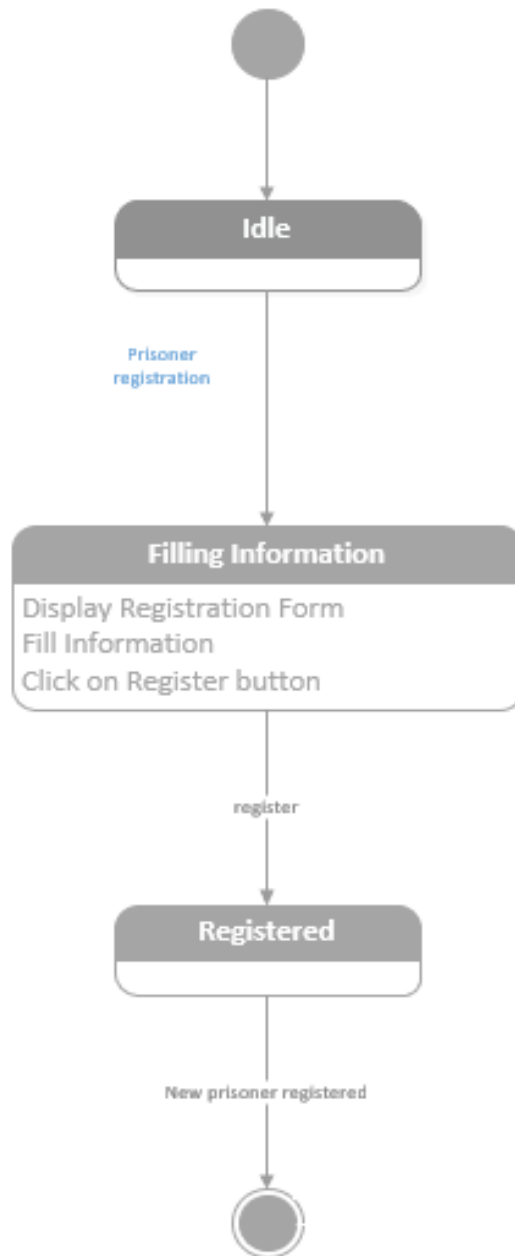 Idle
Prisoner
registration
Filling Information
Display Registration Form
Fill Information
Click on Register button
register
Registered
New prisoner registered